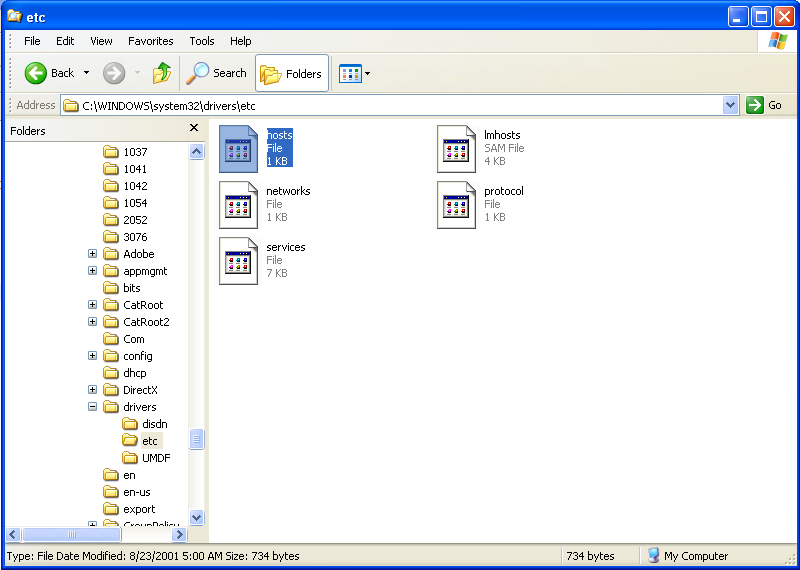 etc
File Edit View Favorites Tools Help
Back Search Folders
Address C:\WINDOWS\system32\drivers\etc Go
Folders
1037
1041
1042
1054
2052
3076
Adobe
appmgmt
bits
CatRoot
CatRoot2
Com
config
dhcp
DirectX
drivers
disdn
etc
UMDF
en
en-us
export
GroupPolicy
hosts
File
1 KB
lmhosts
SAM File
4 KB
networks
File
1 KB
protocol
File
1 KB
services
File
7 KB
Type: File Date Modified: 8/23/2001 5:00 AM Size: 734 bytes 734 bytes My Computer